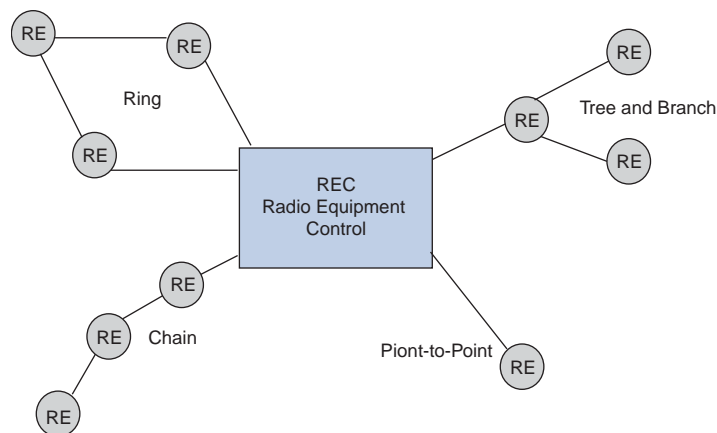 RE
RE
RE
Ring
RE
Tree and Branch
RE
RE
REC
Radio Equipment
Control
RE
Chain
RE
RE
Piont-to-Point
RE